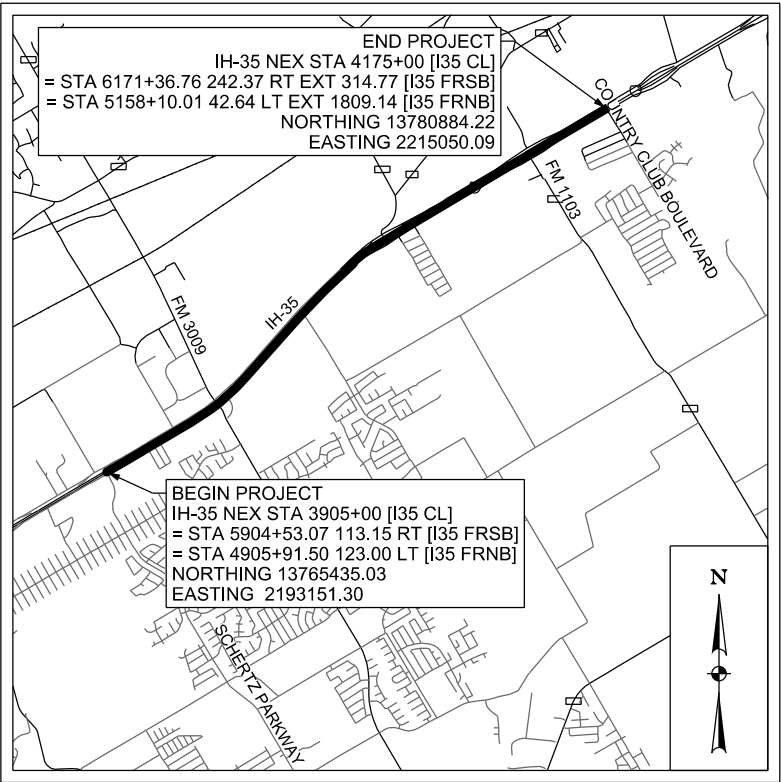 END PROJECT
IH-35 NEX STA 4175+00 [I35 CL]
= STA 6171+36.76 242.37 RT EXT 314.77 [I35 FRSB]
= STA 5158+10.01 42.64 LT EXT 1809.14 [I35 FRNB]
NORTHING 13780884.22
EASTING 2215050.09
COUNTRY CLUB BOULEVARD
FM 1103
FM 3009
IH-35
BEGIN PROJECT
IH-35 NEX STA 3905+00 [I35 CL]
= STA 5904+53.07 113.15 RT [I35 FRSB]
= STA 4905+91.50 123.00 LT [I35 FRNB]
NORTHING 13765435.03
EASTING 2193151.30
SCHERTZ PARKWAY
N